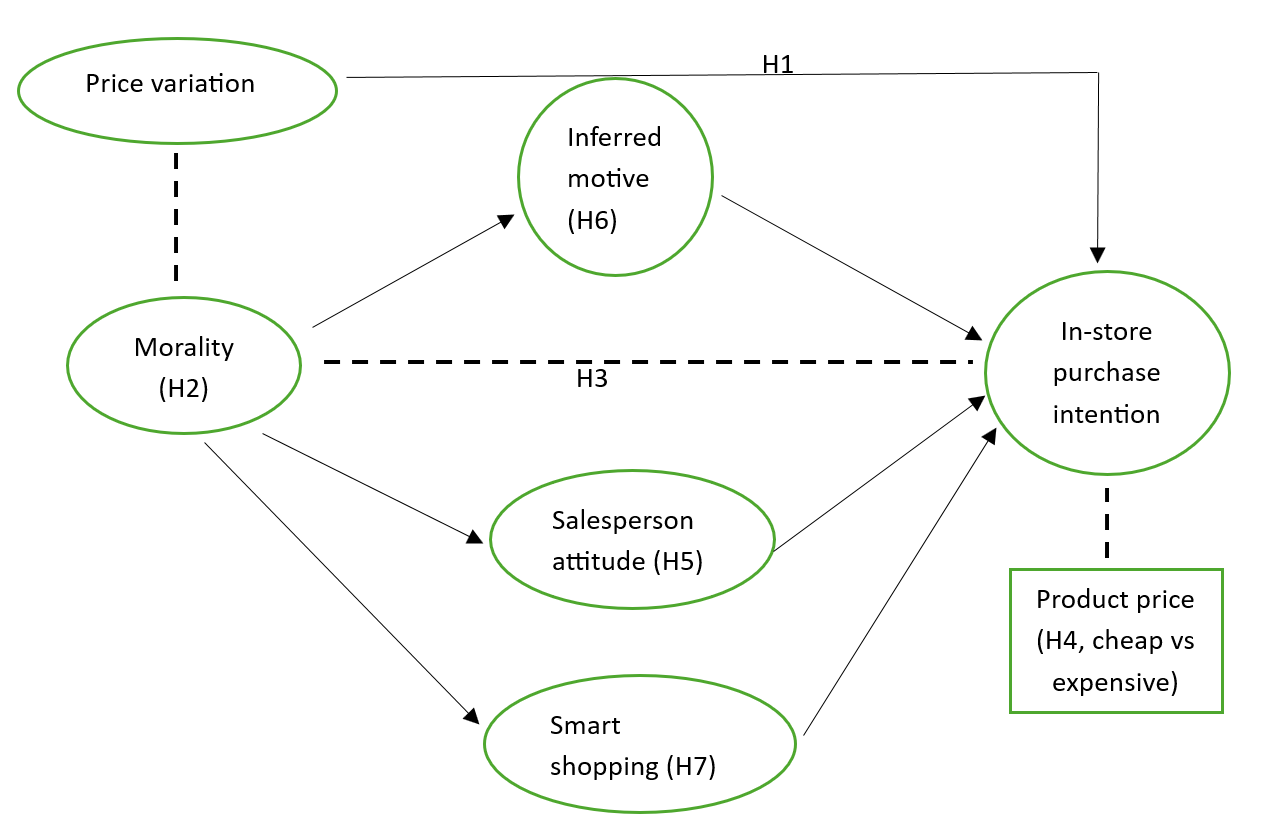 Price variation
H1
Inferred
motive
(H6)
Morality
(H2)
H3
In-store
purchase
intention
Salesperson
attitude (H5)
Product price
(H4, cheap vs
expensive)
Smart
shopping (H7)